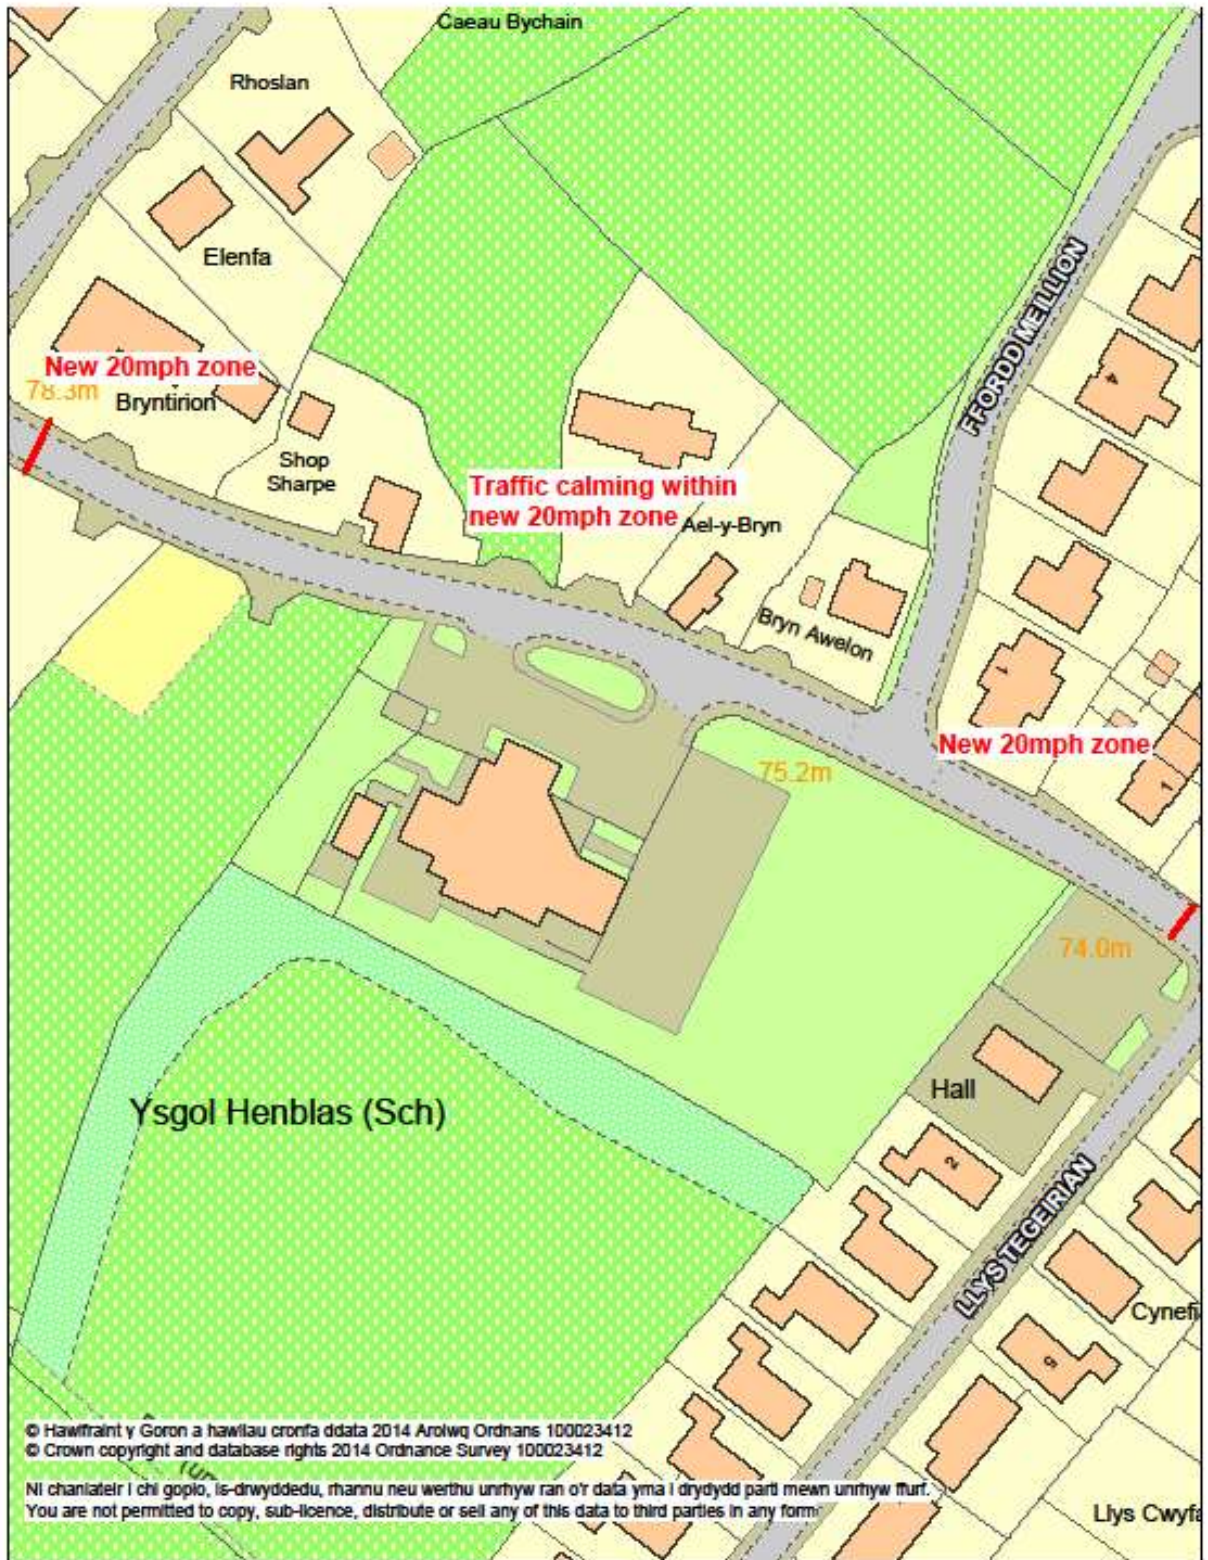 Caeau Bychain
Rhoslan
Elenfa
FFORDD MEILLION
4
New 20mph zone
78.3m
Bryntirion
Shop
Sharpe
Traffic calming within
new 20mph zone
Ael-y-Bryn
Bryn Awelon
1
New 20mph zone
75.2m
1
74.0m
Hall
Ysgol Henblas (Sch)
2
LLYS TEGEIRIAN
Cynefi
5
© Hawlfraint y Goron a hawliau cronfa ddata 2014 Arolwg Ordnans 100023412
© Crown copyright and database rights 2014 Ordnance Survey 100023412
Ni chaniateir i chi gopio, is-drwyddedu, rhannu neu werthu unrhyw ran o'r data yma i drydydd parti mewn unrhyw ffurf.
You are not permitted to copy, sub-licence, distribute or sell any of this data to third parties in any form
Llys Cwyfa